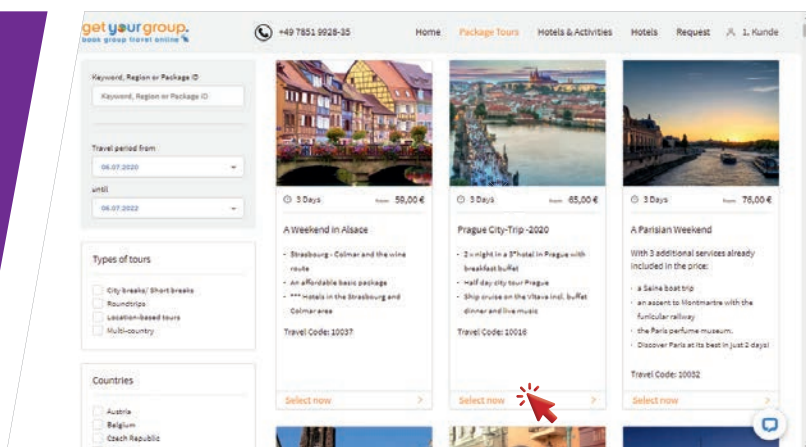 getyourgroup.
book group travel online
+49 7851 9928-35
Home
Package Tours
Hotels & Activities
Hotels
Request
1. Kunde
Keyword, Region or Package ID
Keyword, Region or Package ID
Travel period from
06.07.2020
until
06.07.2022
Types of tours
City breaks/ Short breaks
Roundtrips
Location-based tours
Multi-country
Countries
Austria
Belgium
Czech Republic
3 Days
from 59,00 €
A Weekend in Alsace
- Strasbourg - Colmar and the wine
route
- An affordable basic package
- *** Hotels in the Strasbourg and
Colmar area
Travel Code: 10037
Select now >
3 Days
from 65,00 €
Prague City-Trip -2020
- 2 x night in a 3*hotel in Prague with
breakfast buffet
- Half day city tour Prague
- Ship cruise on the Vltava incl. buffet
dinner and live music
Travel Code: 10016
Select now >
3 Days
from 76,00 €
A Parisian Weekend
With 3 additional services already
included in the price:
- a Seine boat trip
- an ascent to Montmartre with the
funicular railway
- the Paris perfume museum.
- Discover Paris at its best in just 2 days!
Travel Code: 10032
Select now >